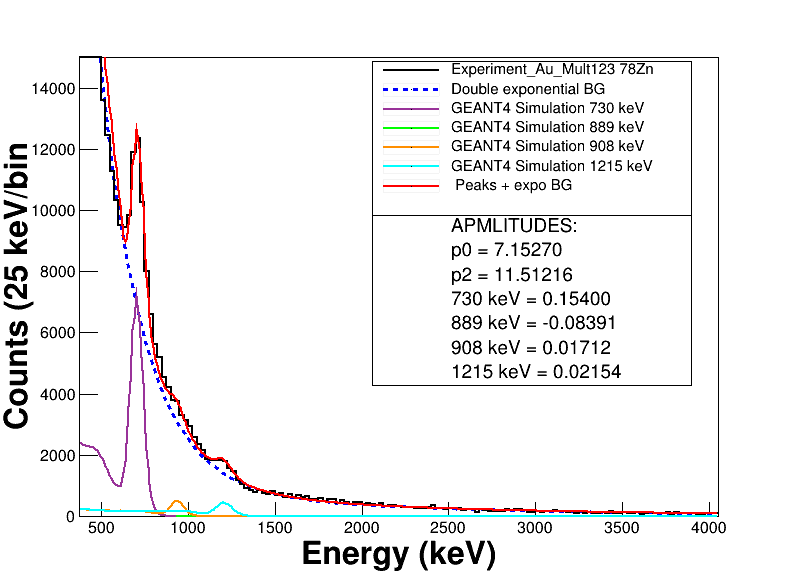 Experiment_Au_Mult123 78Zn
Double exponential BG
GEANT4 Simulation 730 keV
GEANT4 Simulation 889 keV
GEANT4 Simulation 908 keV
GEANT4 Simulation 1215 keV
Peaks + expo BG
APMLITUDES:
p0 = 7.15270
p2 = 11.51216
730 keV = 0.15400
889 keV = -0.08391
908 keV = 0.01712
1215 keV = 0.02154
Counts (25 keV/bin
14000
12000
10000
8000
6000
4000
2000
0
500 1000 1500 2000 2500 3000 3500 4000
Energy (keV)